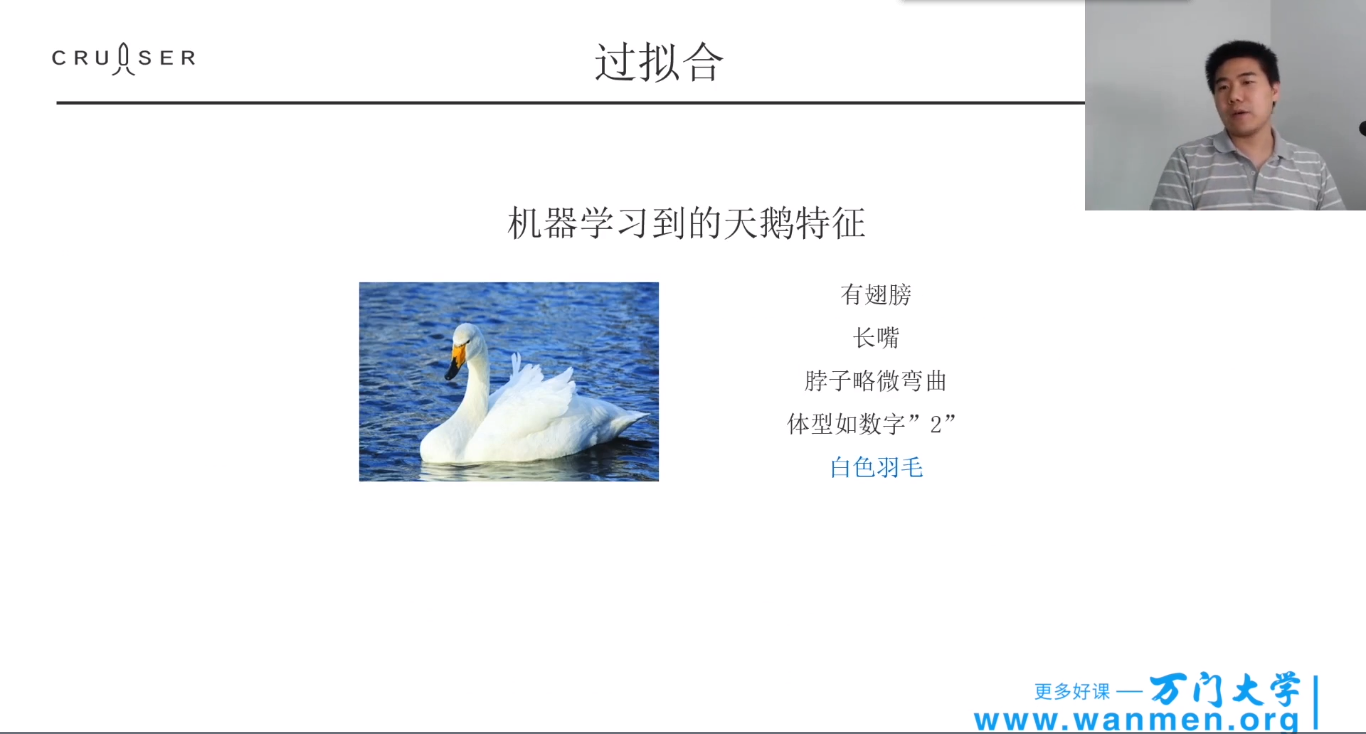 CRUISER
过拟合
机器学习到的天鹅特征
有翅膀
长嘴
脖子略微弯曲
体型如数字”2”
白色羽毛
更多好课 — 万门大学
www.wanmen.org